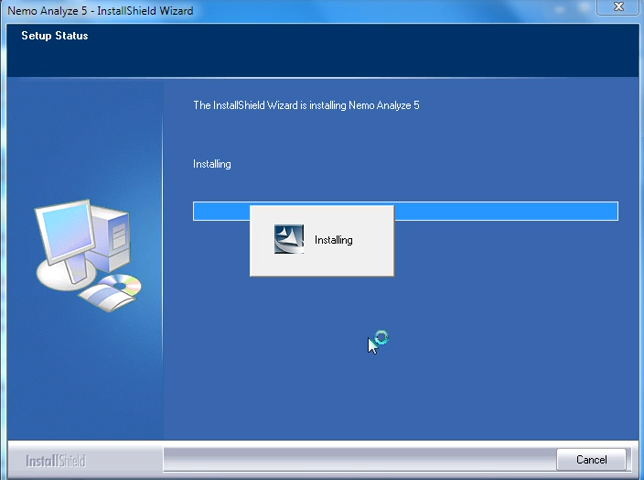 Nemo Analyze 5 - InstallShield Wizard
Setup Status
The InstallShield Wizard is installing Nemo Analyze 5
Installing
Installing
InstallShield
Cancel